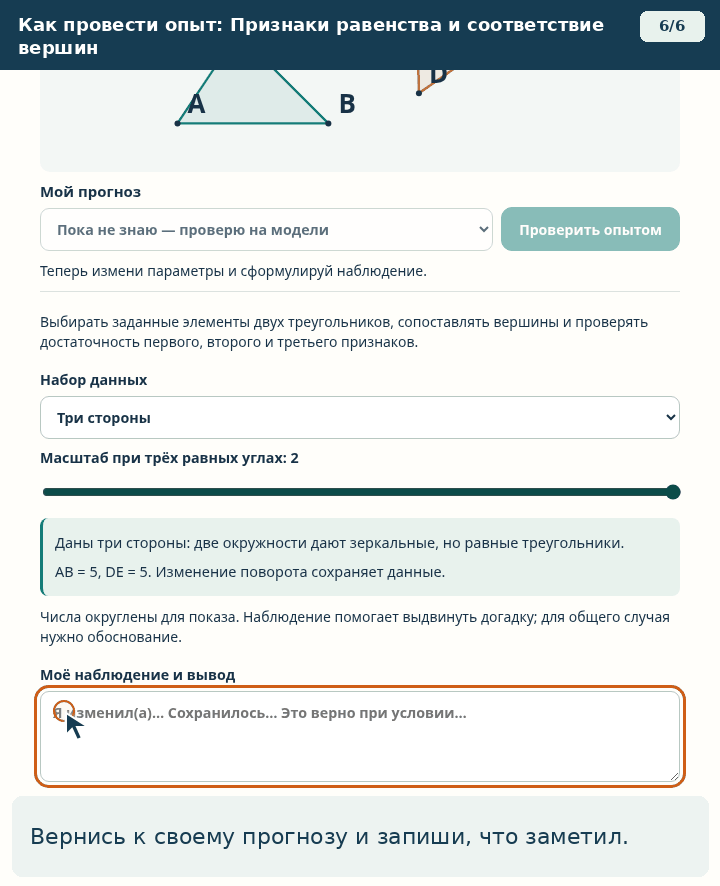 Как провести опыт: Признаки равенства и соответствие
вершин
6/6
D
A
B
Мой прогноз
Пока не знаю — проверю на модели
Проверить опытом
Теперь измени параметры и сформулируй наблюдение.
Выбирать заданные элементы двух треугольников, сопоставлять вершины и проверять
достаточность первого, второго и третьего признаков.
Набор данных
Три стороны
Масштаб при трёх равных углах: 2
Даны три стороны: две окружности дают зеркальные, но равные треугольники.
AB = 5, DE = 5. Изменение поворота сохраняет данные.
Числа округлены для показа. Наблюдение помогает выдвинуть догадку; для общего случая
нужно обоснование.
Моё наблюдение и вывод
Я изменил(а)... Сохранилось... Это верно при условии...
Вернись к своему прогнозу и запиши, что заметил.